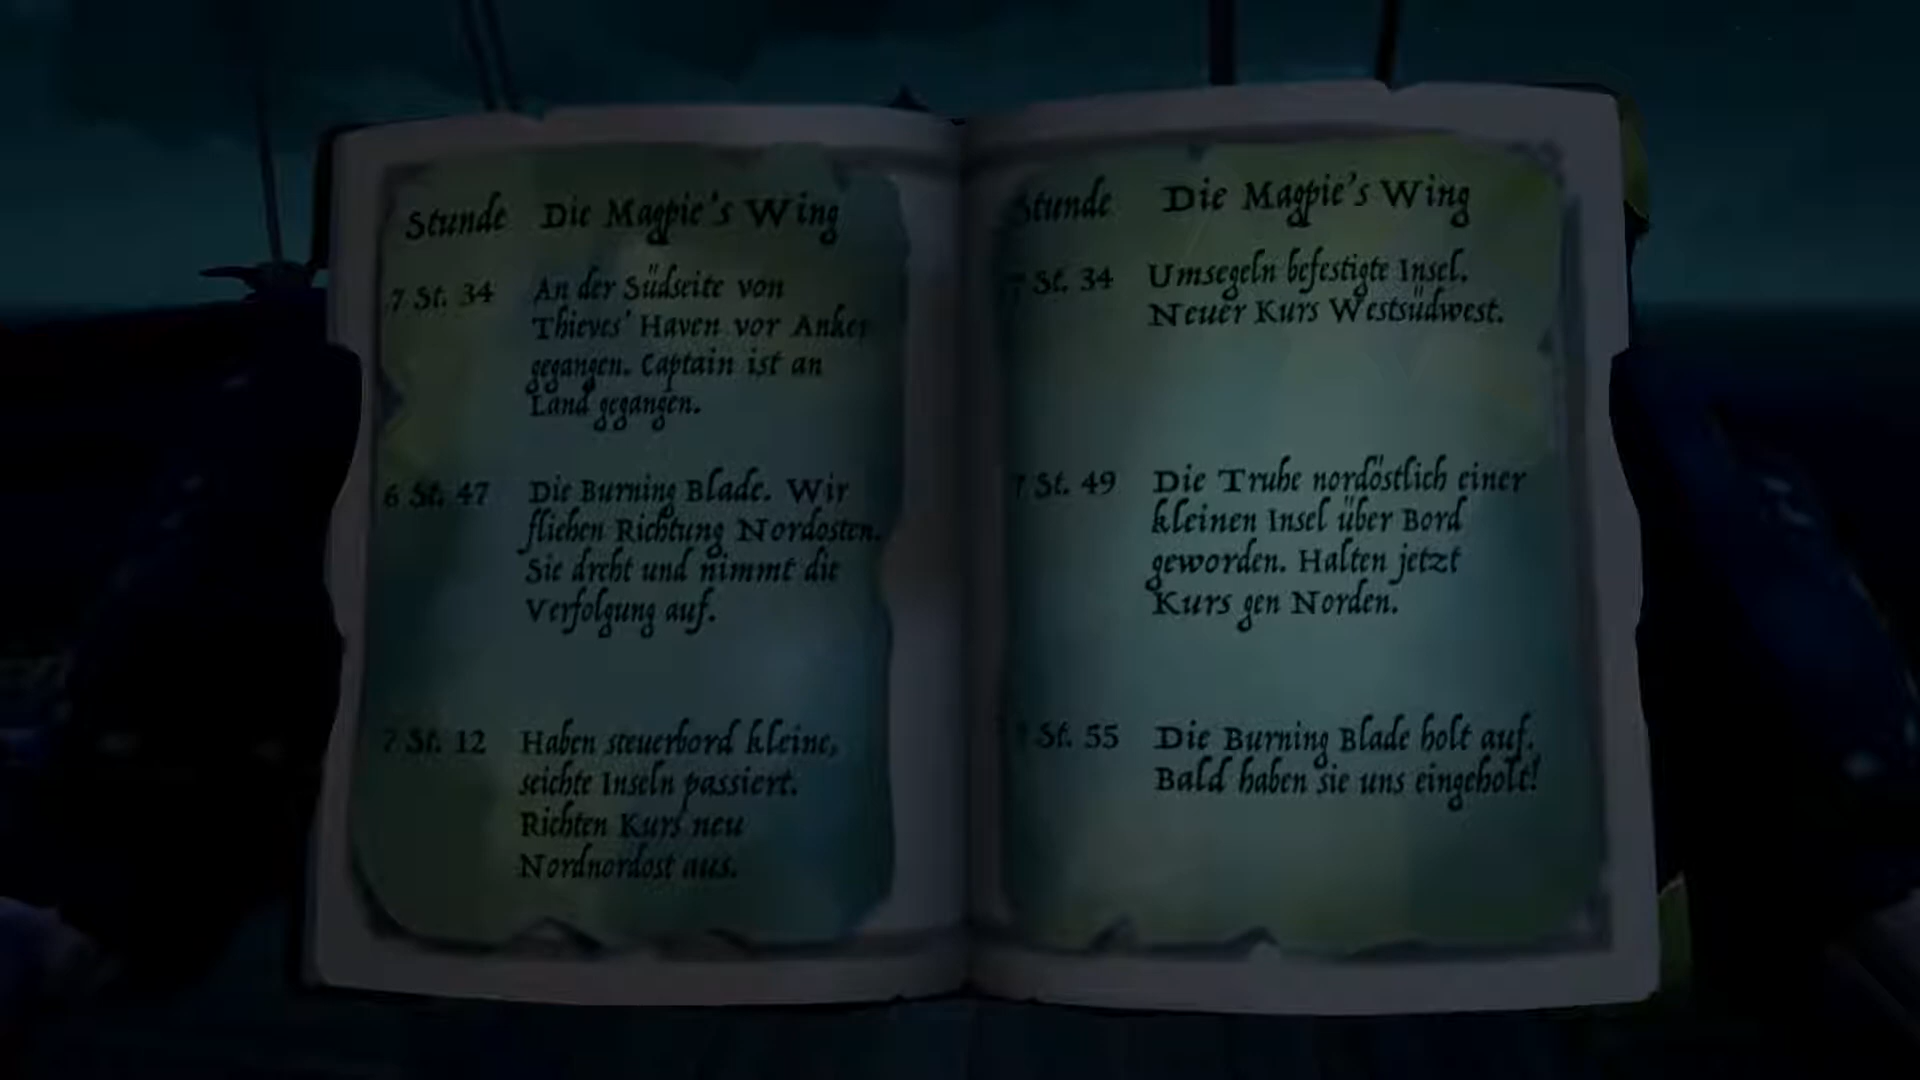 Stunde Die Magpie's Wing
7 St. 34 An der Südseite von
Thieves' Haven vor Anker
gegangen. Captain ist an
Land gegangen.
6 St. 47 Die Burning Blade. Wir
fliehen Richtung Nordosten.
Sie dreht und nimmt die
Verfolgung auf.
7 St. 12 Haben steuerbord kleine,
seichte Inseln passiert.
Richten Kurs neu
Nordnordost aus.
Stunde Die Magpie's Wing
7 St. 34 Umsegeln befestigte Insel.
Neuer Kurs Westsüdwest.
7 St. 49 Die Truhe nordöstlich einer
kleinen Insel über Bord
geworden. Halten jetzt
Kurs gen Norden.
St. 55 Die Burning Blade holt auf.
Bald haben sie uns eingeholt!